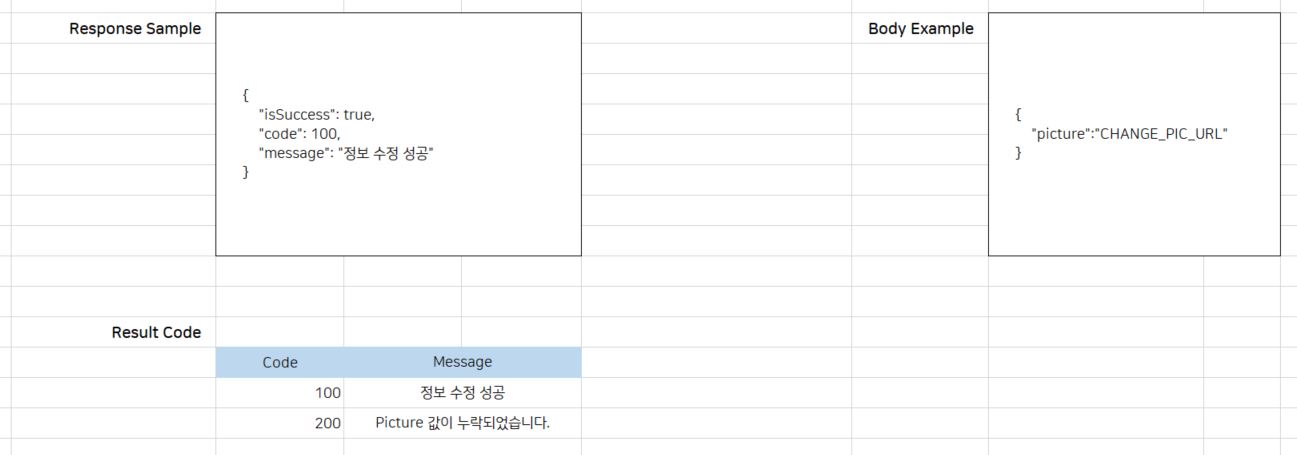 Response Sample
{
"isSuccess": true,
"code": 100,
"message": "정보 수정 성공"
}
Body Example
{
"picture":"CHANGE_PIC_URL"
}
Result Code
Code Message
100 정보 수정 성공
200 Picture 값이 누락되었습니다.